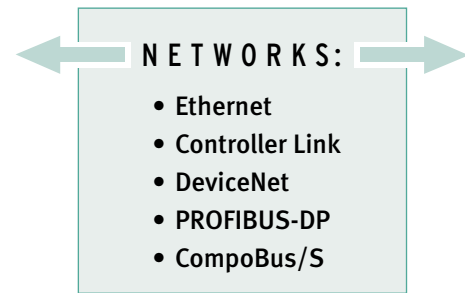 NETWORKS:
• Ethernet
• Controller Link
• DeviceNet
• PROFIBUS-DP
• CompoBus/S